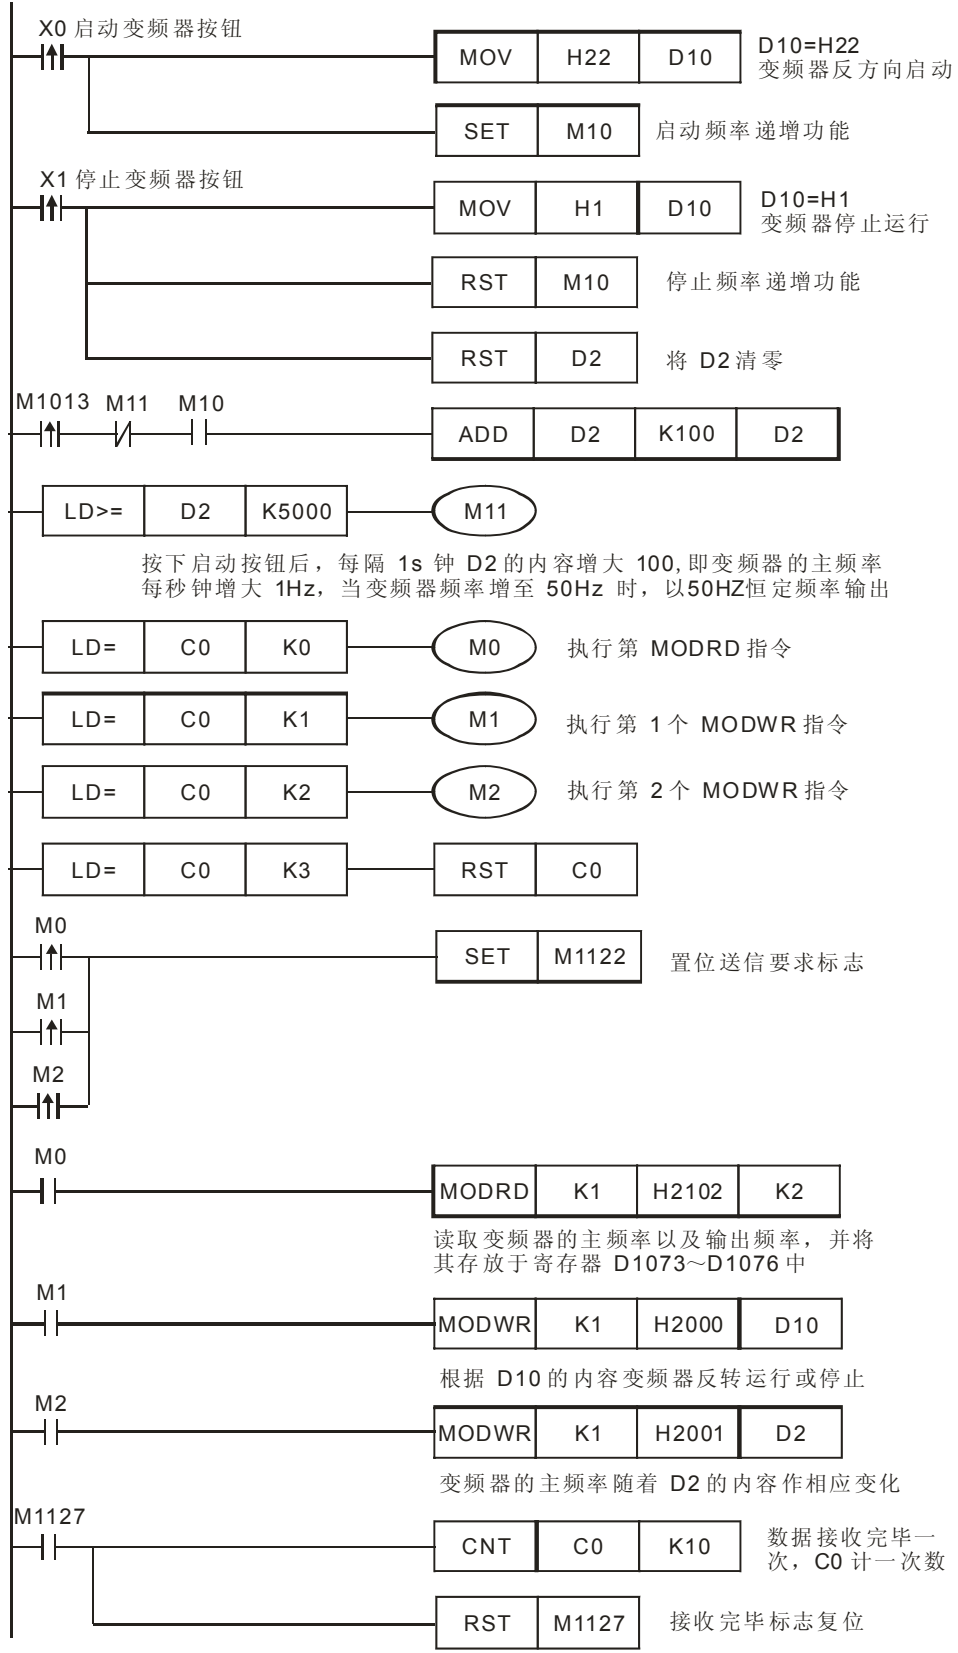 X0 启动变频器按钮
MOV H22 D10
D10=H22
变频器反方向启动
SET M10 启动频率递增功能
X1 停止变频器按钮
MOV H1 D10
D10=H1
变频器停止运行
RST M10 停止频率递增功能
RST D2 将 D2 清零
M1013 M11 M10
ADD D2 K100 D2
LD>= D2 K5000 M11
按下启动按钮后，每隔 1s 钟 D2 的内容增大 100,即变频器的主频率
每秒钟增大 1Hz，当变频器频率增至 50Hz 时，以50HZ恒定频率输出
LD= C0 K0 M0 执行第 MODRD 指令
LD= C0 K1 M1 执行第 1 个 MODWR 指令
LD= C0 K2 M2 执行第 2 个 MODWR 指令
LD= C0 K3 RST C0
M0
SET M1122 置位送信要求标志
M1
M2
M0
MODRD K1 H2102 K2
读取变频器的主频率以及输出频率，并将
其存放于寄存器 D1073～D1076 中
M1
MODWR K1 H2000 D10
根据 D10 的内容变频器反转运行或停止
M2
MODWR K1 H2001 D2
变频器的主频率随着 D2 的内容作相应变化
M1127
CNT C0 K10
数据接收完毕一
次，C0 计一次数
RST M1127 接收完毕标志复位